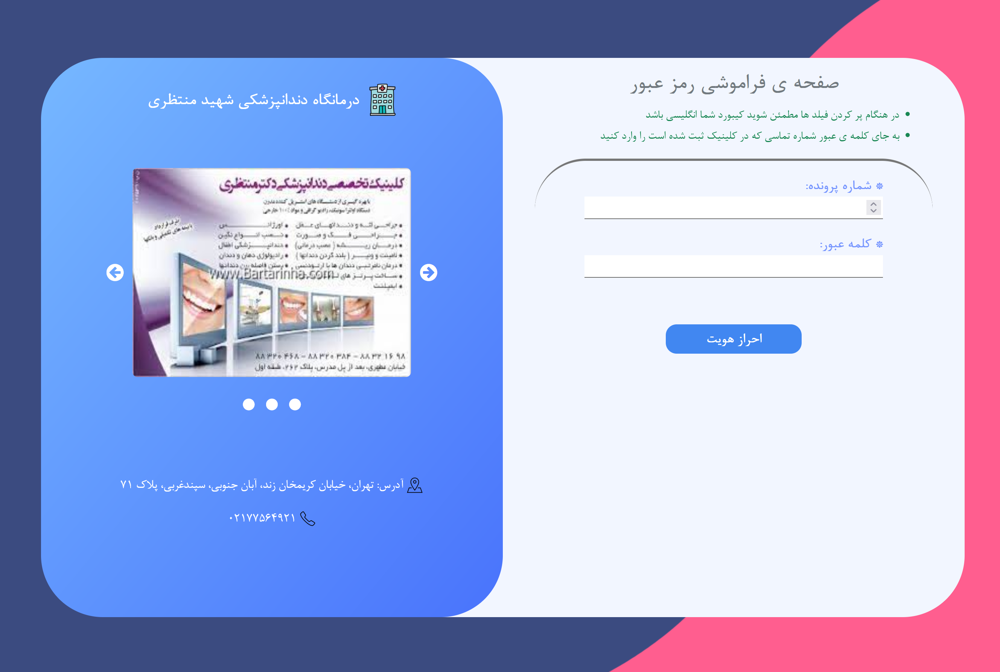 صفحه ی فراموشی رمز عبور
در هنگام پر کردن فیلد ها مطمئن شوید کیبورد شما انگلیسی باشد
به جای کلمه ی عبور شماره تماسی که در کلینیک ثبت شده است را وارد کنید
شماره پرونده:
کلمه عبور:
احراز هویت
درمانگاه دندانپزشکی شهید منتظری
کلینیک تخصصی دندانپزشکی دکتر منتظری
با بهره گیری از دستگاه های استریل کننده مدرن
دستگاه اولترا سونیک، رادیو گرافی و مواد ۱۰۰٪ خارجی
طرف قرارداد
با بیمه های تکمیلی و بانکها
جراحی لثه و دندانهای عقل
جراحی فک و صورت
درمان ریشه ( عصب درمانی)
لامینت و ونیر ( بلند کردن دندانها )
درمان نامرتبی دندان ها با ارتودنسی
ساخت پروتز های
ایمپلنت
اورژانس
نصب انواع نگین
دندانپزشکی اطفال
رادیولوژی دهان و دندان
بستن فاصله بین دندانها
www.Bartarinha.com
۸۸ ۳۲۰ ۴۶۸ – ۸۸ ۳۲۰ ۳۸۴ – ۸۸ ۳۲ ۱۶ ۹۸
خیابان مطهری، بعد از پل مدرس، پلاک ۲۶۲، طبقه اول
آدرس: تهران، خیابان کریمخان زند، آبان جنوبی، سپندغربی، پلاک ۷۱
۰۲۱۷۷۵۶۴۹۲۱